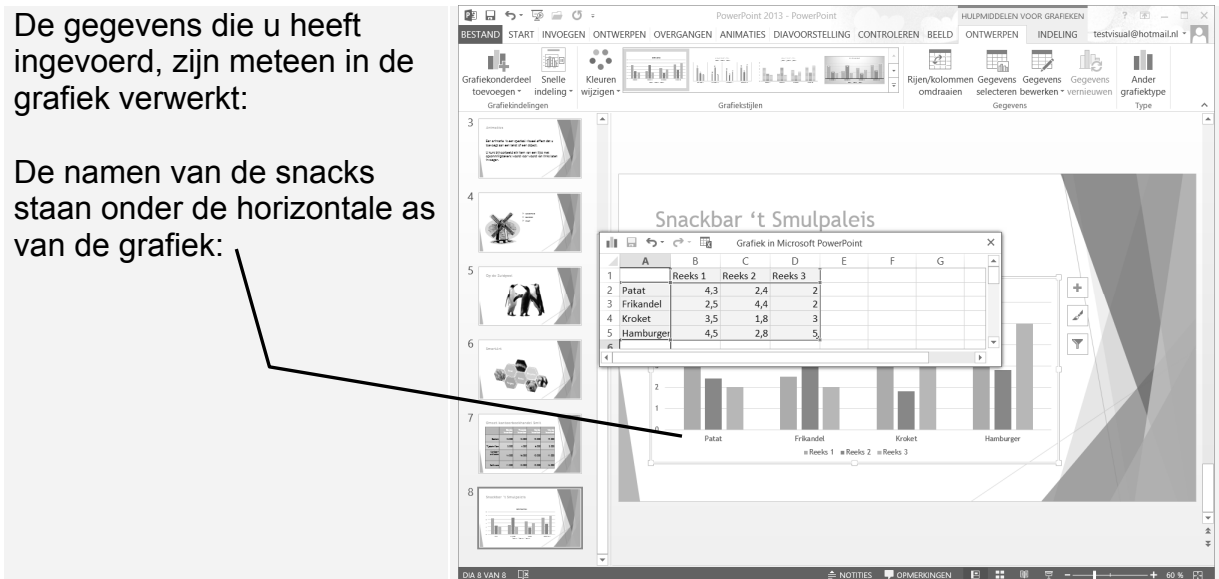 De gegevens die u heeft
ingevoerd, zijn meteen in de
grafiek verwerkt:
De namen van de snacks
staan onder de horizontale as
van de grafiek:
PowerPoint 2013 - PowerPoint
HULPMIDDELEN VOOR GRAFIEKEN
BESTAND START INVOEGEN ONTWERPEN OVERGANGEN ANIMATIES DIAVOORSTELLING CONTROLEREN BEELD ONTWERPEN INDELING testvisual@hotmail.nl
Grafiekonderdeel toevoegen
Snelle indeling
Kleuren wijzigen
Rijen/kolommen omdraaien
Gegevens selecteren
Gegevens bewerken
Gegevens vernieuwen
Ander grafiektype
Grafiekindelingen Grafiekstijlen Gegevens Type
3
4
5
6
7
8
Snackbar ‘t Smulpaleis
Grafiek in Microsoft PowerPoint
A B C D E F G
1 Reeks 1 Reeks 2 Reeks 3
2 Patat 4,3 2,4 2
3 Frikandel 2,5 4,4 2
4 Kroket 3,5 1,8 3
5 Hamburger 4,5 2,8 5
6
2
1
0
Patat Frikandel Kroket Hamburger
Reeks 1 Reeks 2 Reeks 3
DIA 8 VAN 8 NOTITIES OPMERKINGEN 60 %